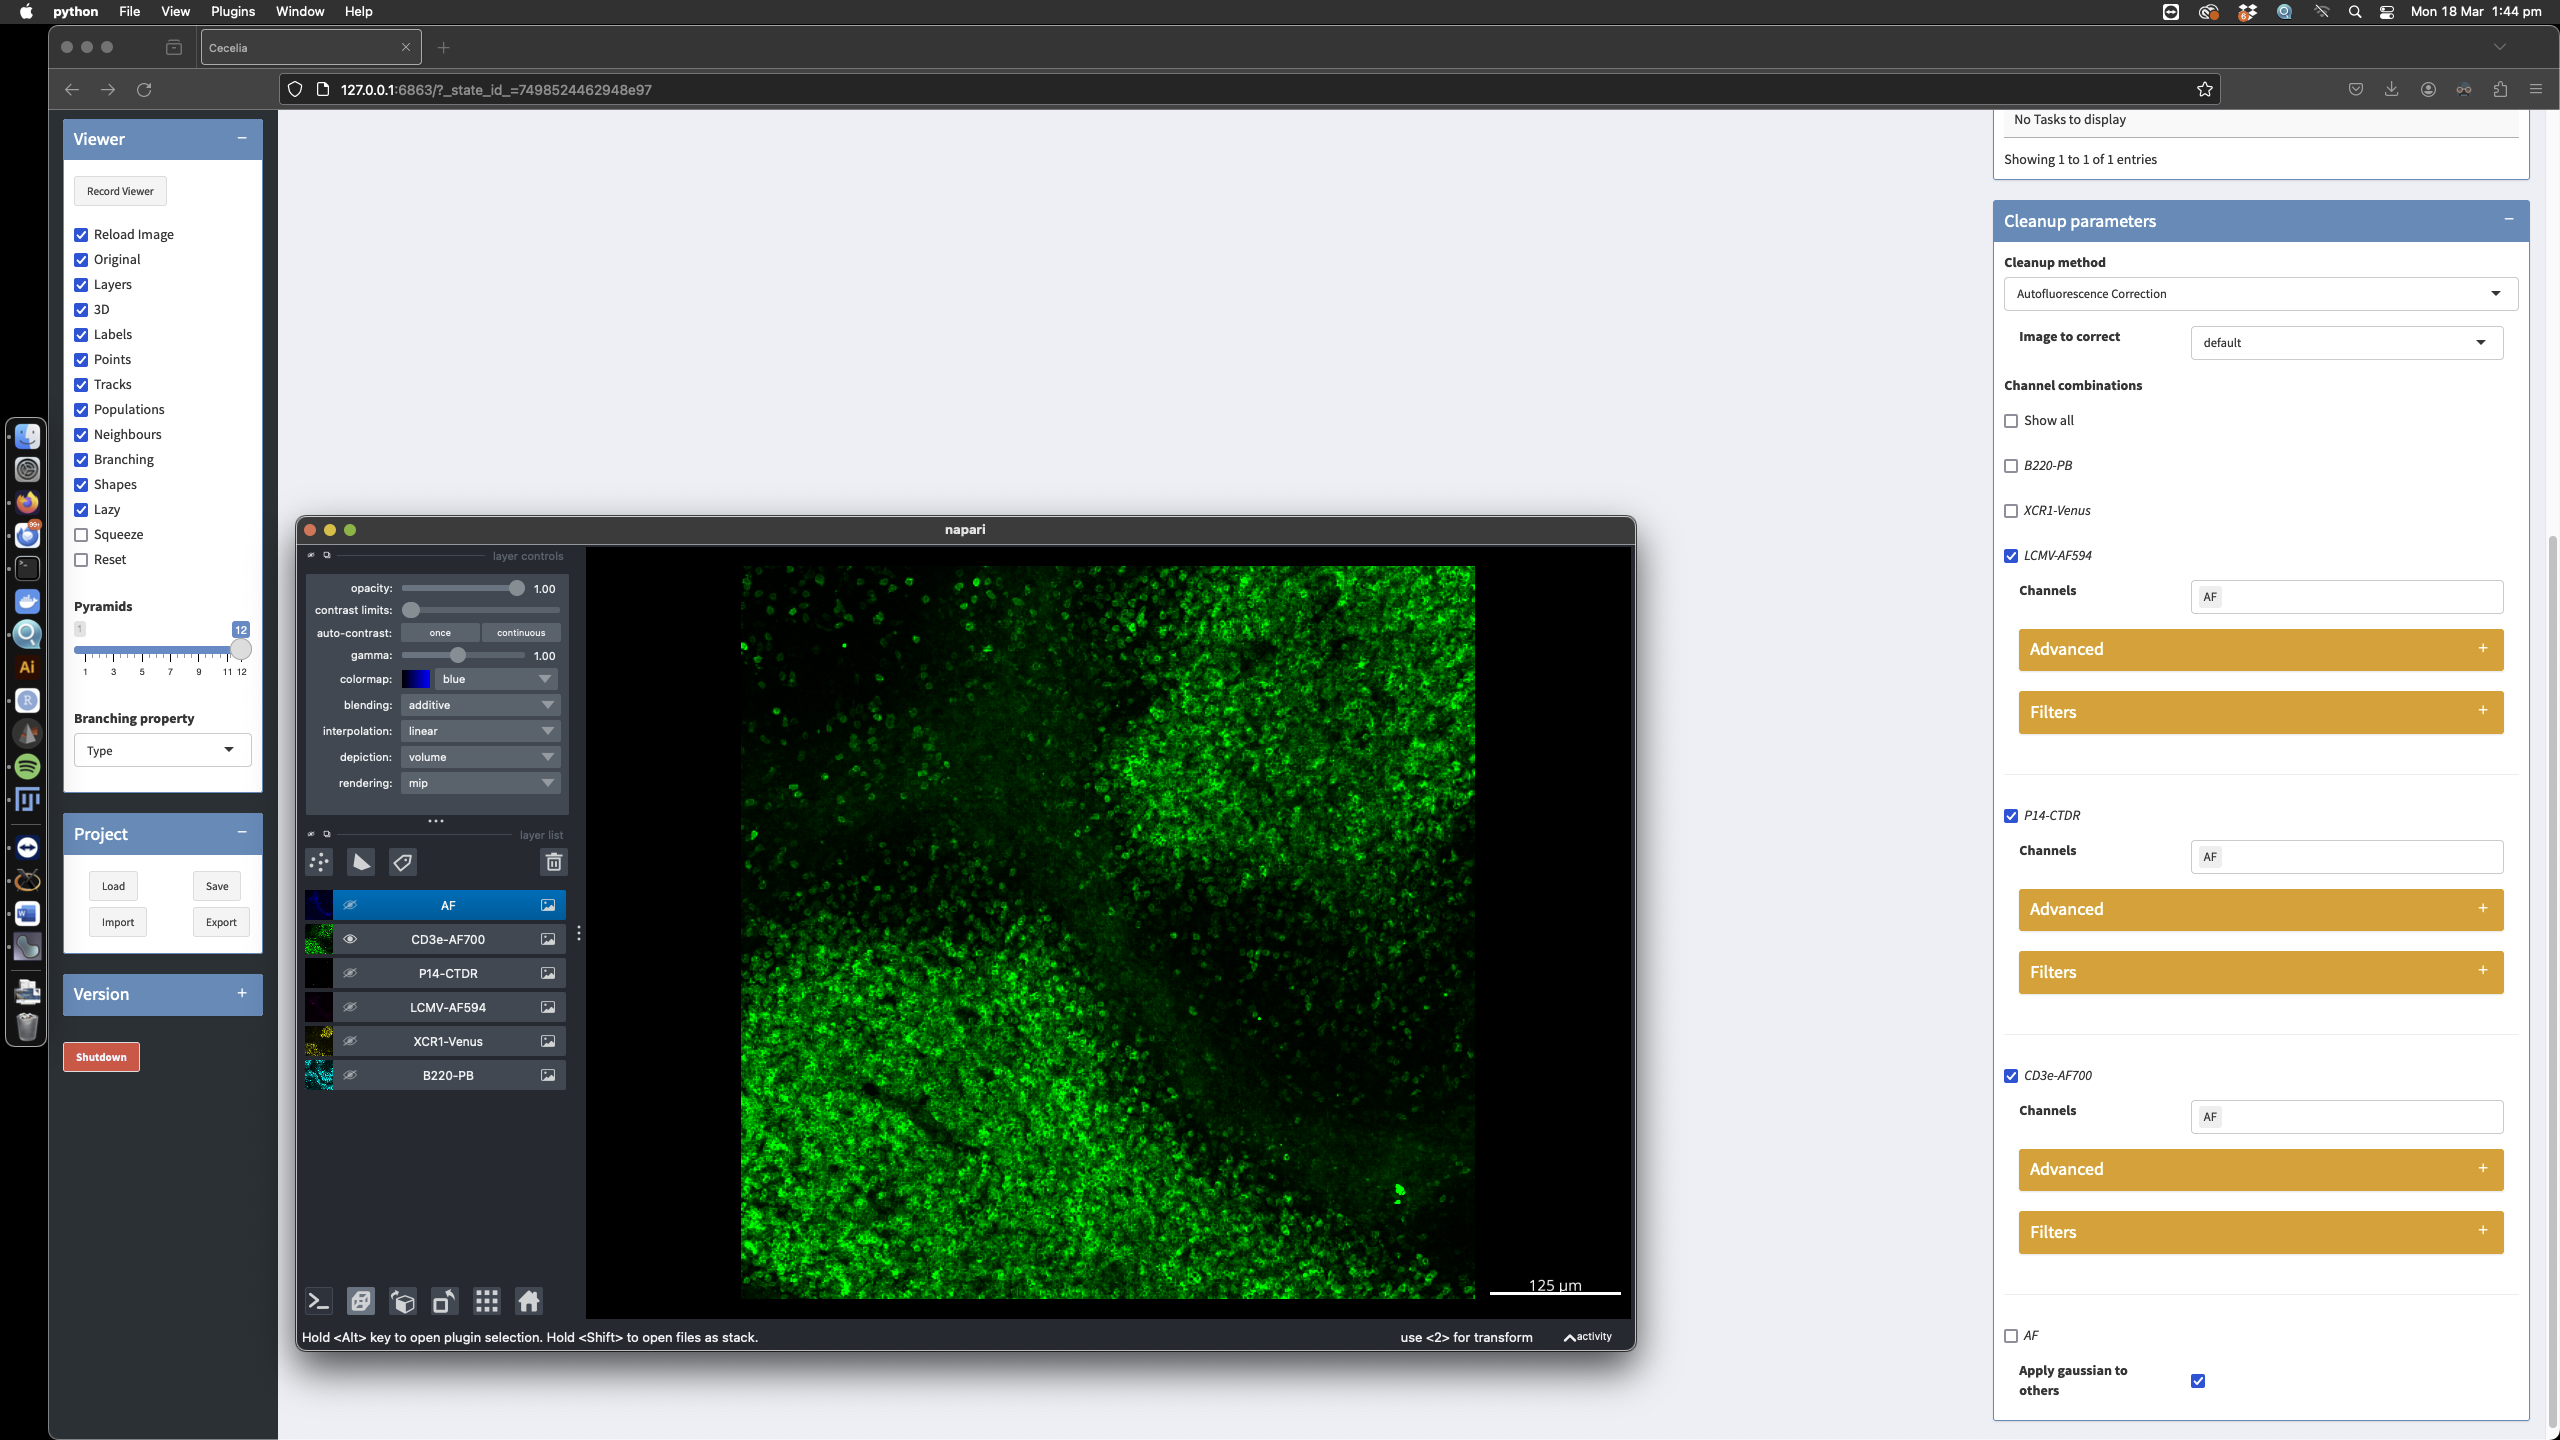 python File View Plugins Window Help
Mon 18 Mar 1:44 pm
Cecelia
127.0.0.1:6863/?_state_id_=7498524462948e97
Viewer
Record Viewer
Reload Image
Original
Layers
3D
Labels
Points
Tracks
Populations
Neighbours
Branching
Shapes
Lazy
Squeeze
Reset
Pyramids
1 12
1 3 5 7 9 11 12
Branching property
Type
Project
Load Save
Import Export
Version
Shutdown
napari
layer controls
opacity: 1.00
contrast limits:
auto-contrast: once continuous
gamma: 1.00
colormap: blue
blending: additive
interpolation: linear
depiction: volume
rendering: mip
layer list
AF
CD3e-AF700
P14-CTDR
LCMV-AF594
XCR1-Venus
B220-PB
125 µm
Hold <Alt> key to open plugin selection. Hold <Shift> to open files as stack.
use <2> for transform
activity
No Tasks to display
Showing 1 to 1 of 1 entries
Cleanup parameters
Cleanup method
Autofluorescence Correction
Image to correct default
Channel combinations
Show all
B220-PB
XCR1-Venus
LCMV-AF594
Channels AF
Advanced
Filters
P14-CTDR
Channels AF
Advanced
Filters
CD3e-AF700
Channels AF
Advanced
Filters
AF
Apply gaussian to
others